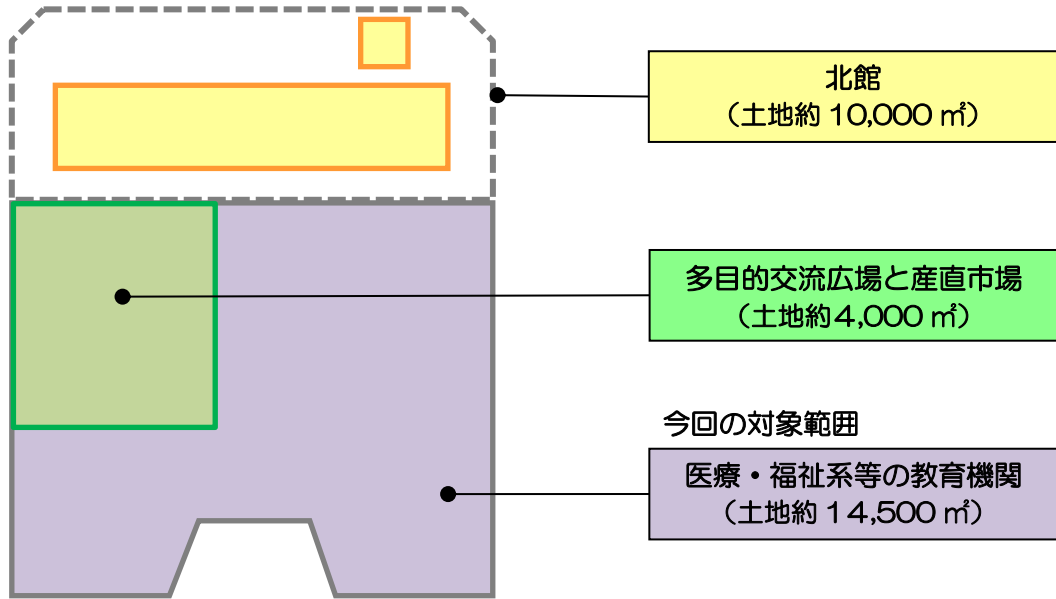 北館
（土地約 10,000 ㎡）
多目的交流広場と産直市場
（土地約4,000 ㎡）
今回の対象範囲
医療・福祉系等の教育機関
（土地約 14,500 ㎡）